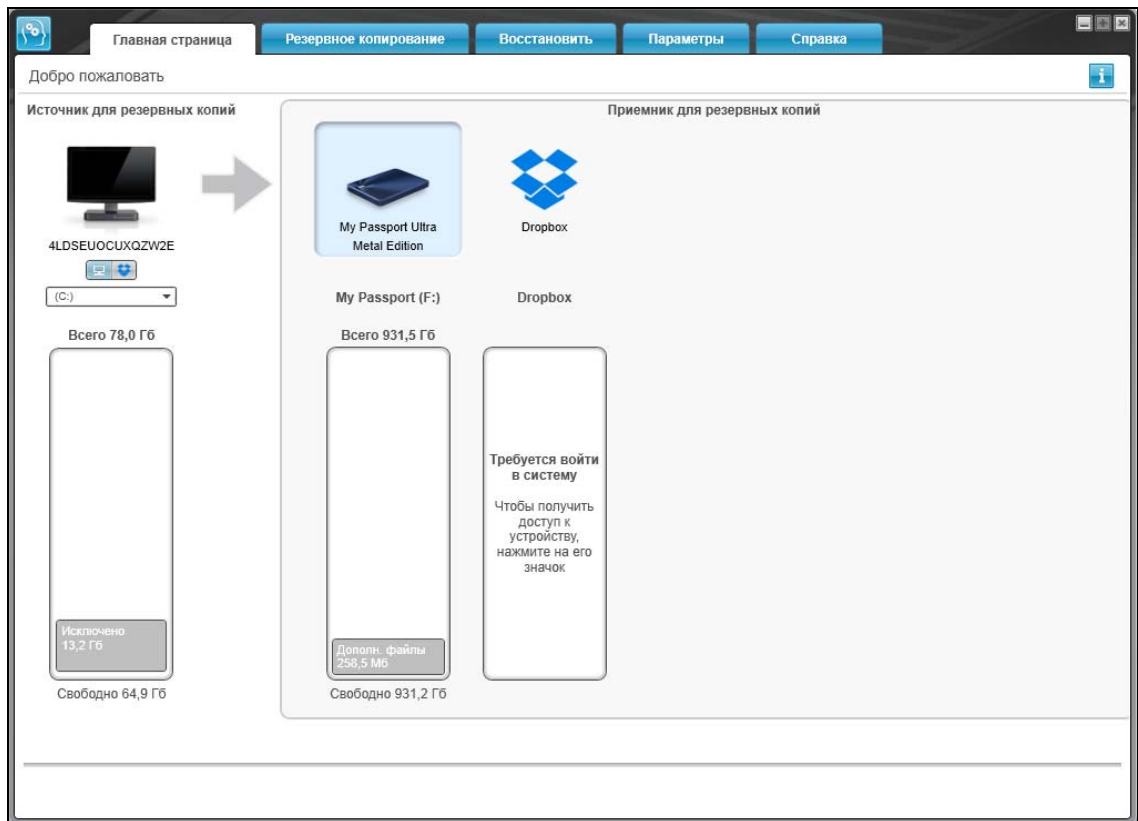 Главная страница
Резервное копирование
Восстановить
Параметры
Справка
Добро пожаловать
Источник для резервных копий
Приемник для резервных копий
My Passport Ultra
Metal Edition
Dropbox
4LDSEUOCUXQZW2E
(C:)
My Passport (F:)
Dropbox
Всего 78,0 Гб
Всего 931,5 Гб
Требуется войти
в систему
Чтобы получить
доступ к
устройству,
нажмите на его
значок
Исключено
13,2 Гб
Дополн. файлы
258,5 Мб
Свободно 64,9 Гб
Свободно 931,2 Гб